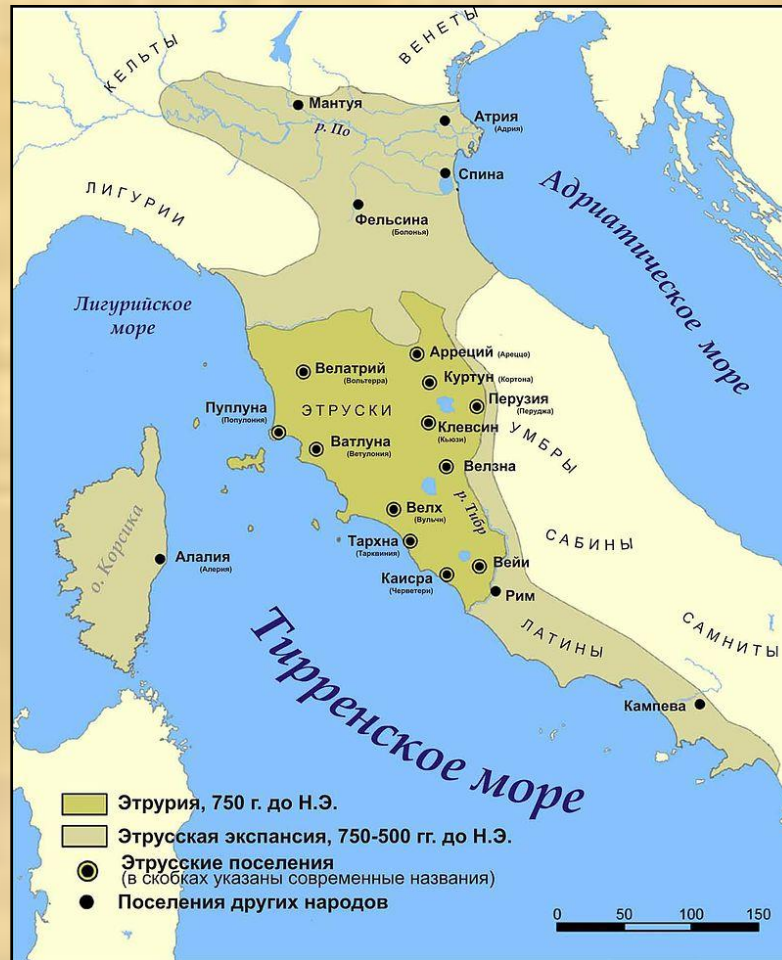 КЕЛЬТЫ
ВЕНЕТЫ
Мантуя
р. По
Атрия
(Адрия)
Спина
ЛИГУРИИ
Фельсина
(Болонья)
Адриатическое море
Лигурийское
море
Арреций (Ареццо)
Велатрий
(Вольтерра)
Куртун (Кортона)
Перузия
(Перуджа)
ЭТРУСКИ
Пуплуна
(Популония)
Клевсин
(Кьюзи)
УМБРЫ
Ватлуна
(Ветулония)
Велзна
р. Тибр
Велх
(Вульчи)
САБИНЫ
о. Корсика
Тархна
(Тарквиния)
Алалия
(Алерия)
Вейи
Каисра
(Черветери)
Рим
ЛАТИНЫ
САМНИТЫ
Тирренское море
Кампева
Этрурия, 750 г. до Н.Э.
Этрусская экспансия, 750-500 гг. до Н.Э.
Этрусские поселения
(в скобках указаны современные названия)
Поселения других народов
0 50 100 150